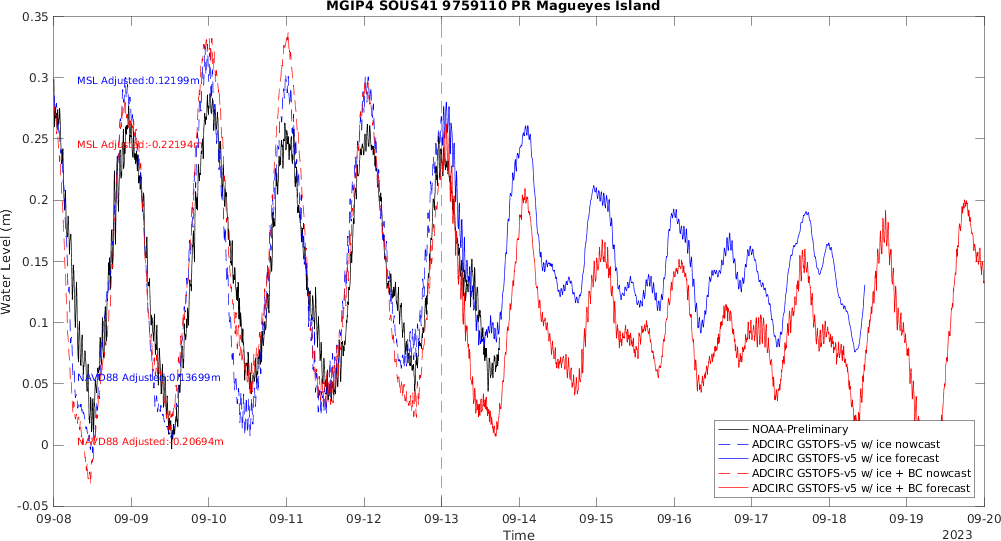 MGIP4 SOUS41 9759110 PR Magueyes Island
0.35
0.3
0.25
0.2
0.15
0.1
0.05
0
-0.05
Water Level (m)
MSL Adjusted:0.12199m
MSL Adjusted:-0.22194m
NAVD88 Adjusted:0.13699m
NAVD88 Adjusted:-0.20694m
NOAA-Preliminary
ADCIRC GSTOFS-v5 w/ ice nowcast
ADCIRC GSTOFS-v5 w/ ice forecast
ADCIRC GSTOFS-v5 w/ ice + BC nowcast
ADCIRC GSTOFS-v5 w/ ice + BC forecast
09-08 09-09 09-10 09-11 09-12 09-13 09-14 09-15 09-16 09-17 09-18 09-19 09-20
Time
2023